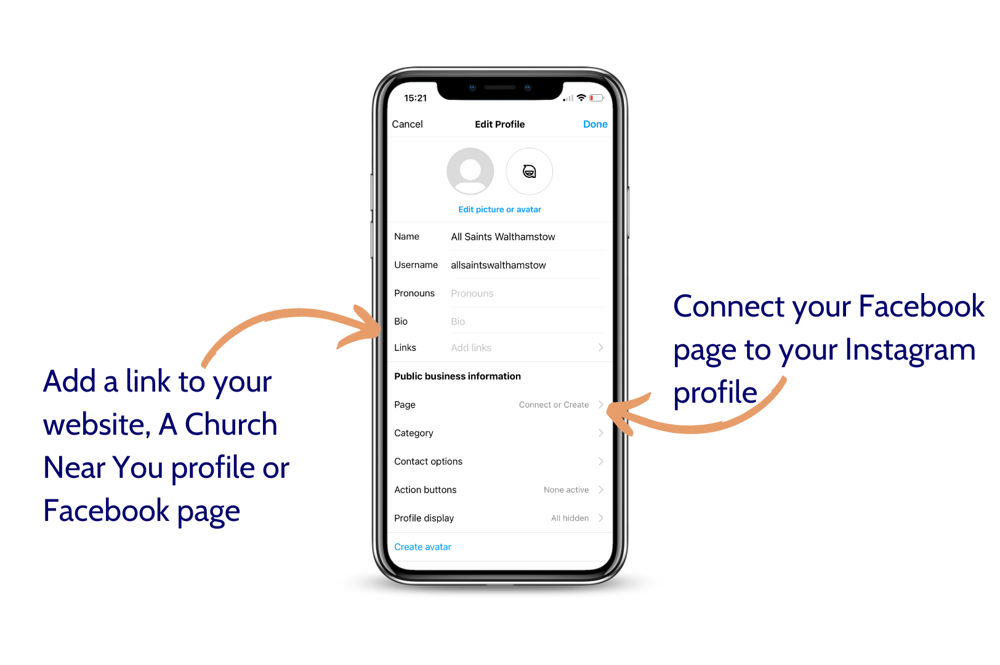 15:21
Cancel Edit Profile Done
Edit picture or avatar
Name All Saints Walthamstow
Username allsaintswalthamstow
Pronouns Pronouns
Bio Bio
Links Add links
Public business information
Page Connect or Create
Category
Contact options
Action buttons None active
Profile display All hidden
Create avatar
Add a link to your
website, A Church
Near You profile or
Facebook page
Connect your Facebook
page to your Instagram
profile